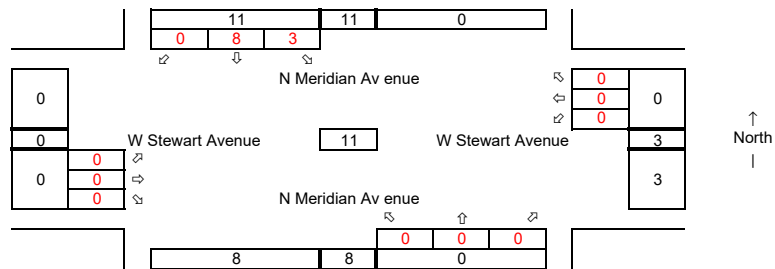 11 11 0
0 8 3
N Meridian Av enue
0
0 0 0
0
0 W Stewart Avenue 11 W Stewart Avenue 3
↑
North
|
0
0 3
0
0
N Meridian Av enue
0 0 0
8 8 0